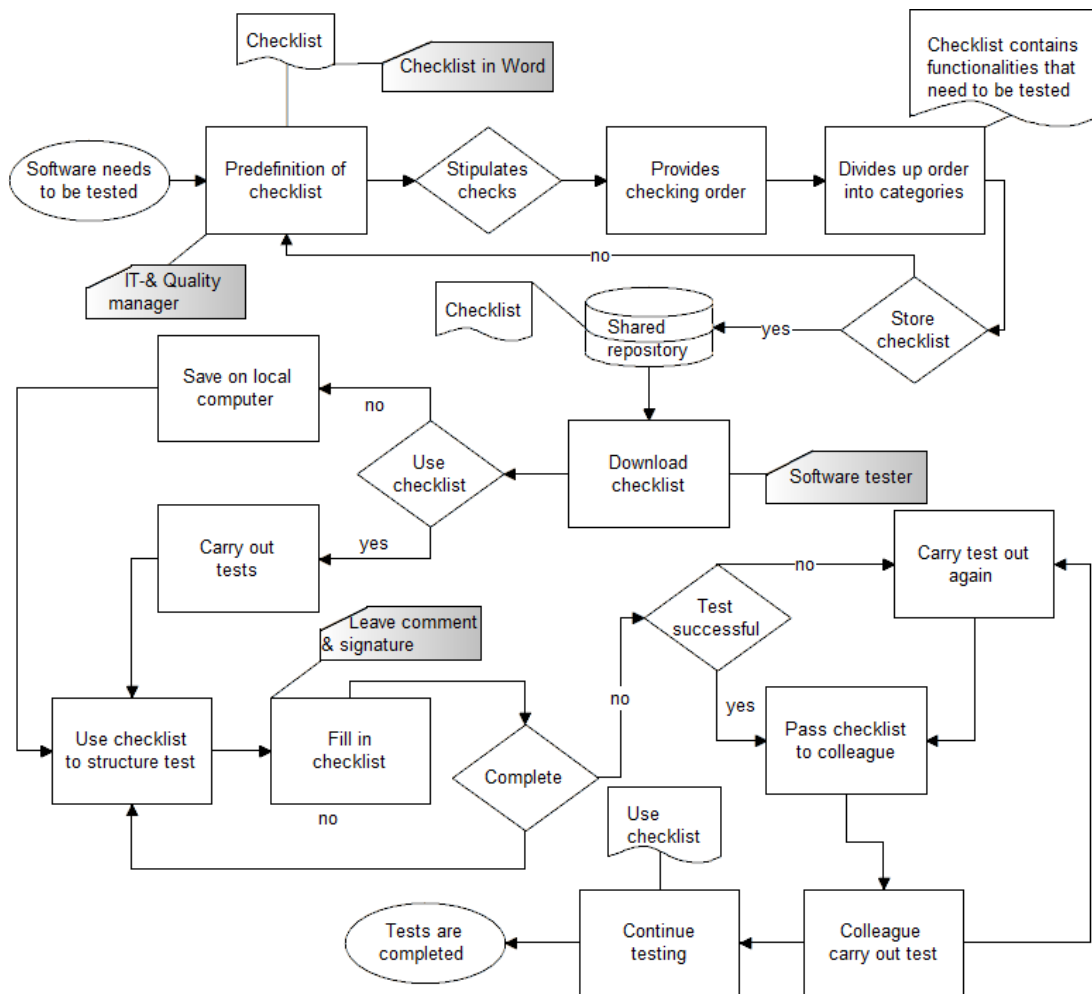 Checklist
Checklist in Word
Checklist contains
functionalities that
need to be tested
Software needs
to be tested
Predefinition of
checklist
Stipulates
checks
Provides
checking order
Divides up order
into categories
IT-& Quality
manager
no
Checklist
Shared
repository
yes
Store
checklist
Save on local
computer
no
Use
checklist
Download
checklist
Software tester
yes
Carry out
tests
Carry test out
again
no
Test
successful
Leave comment
& signature
no
yes
Use checklist
to structure test
Fill in
checklist
Complete
Pass checklist
to colleague
no
Use
checklist
Tests are
completed
Continue
testing
Colleague
carry out test